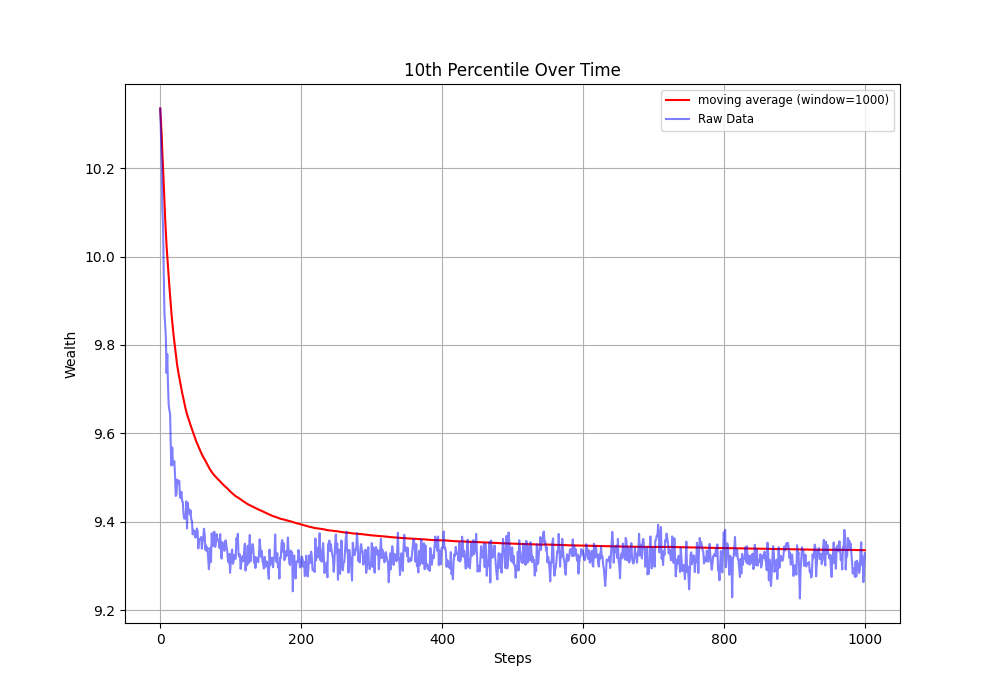 10th Percentile Over Time
moving average (window=1000)
Raw Data
10.2
10.0
9.8
9.6
9.4
9.2
Wealth
0 200 400 600 800 1000
Steps